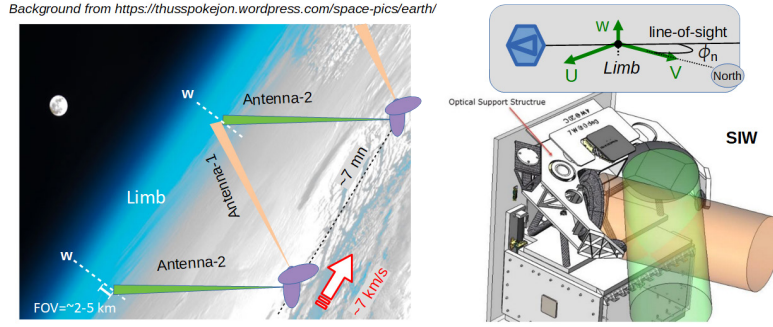 Background from https://thusspokejon.wordpress.com/space-pics/earth/
W
Antenna-2
Limb
Antenna-1
~7 mn
W
Antenna-2
FOV=~2-5 km
~7 km/s
W
line-of-sight
ϕn
U
Limb
V
North
Optical Support Structrue
SIW